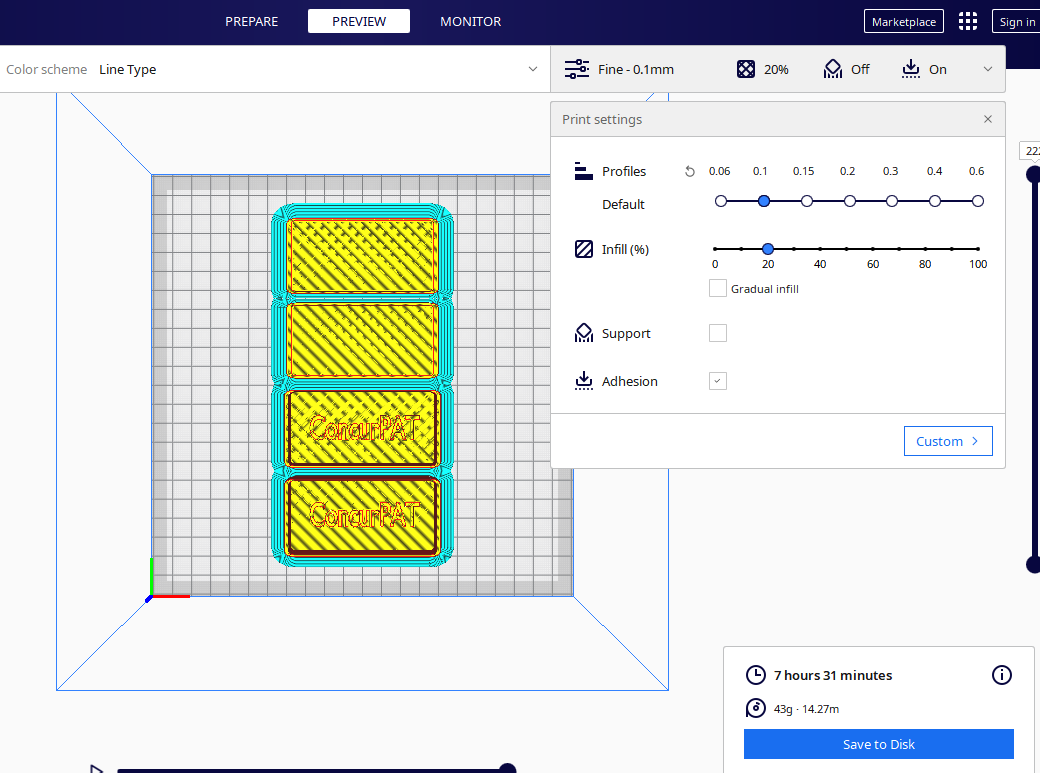 PREPARE PREVIEW MONITOR Marketplace Sign in
Color scheme Line Type Fine - 0.1mm 20% Off On
Print settings
222
Profiles 0.06 0.1 0.15 0.2 0.3 0.4 0.6
Default
Infill (%)
0 20 40 60 80 100
Gradual infill
Support
Adhesion
ConcurPAT
Custom
ConcurPAT
7 hours 31 minutes
43g · 14.27m
Save to Disk